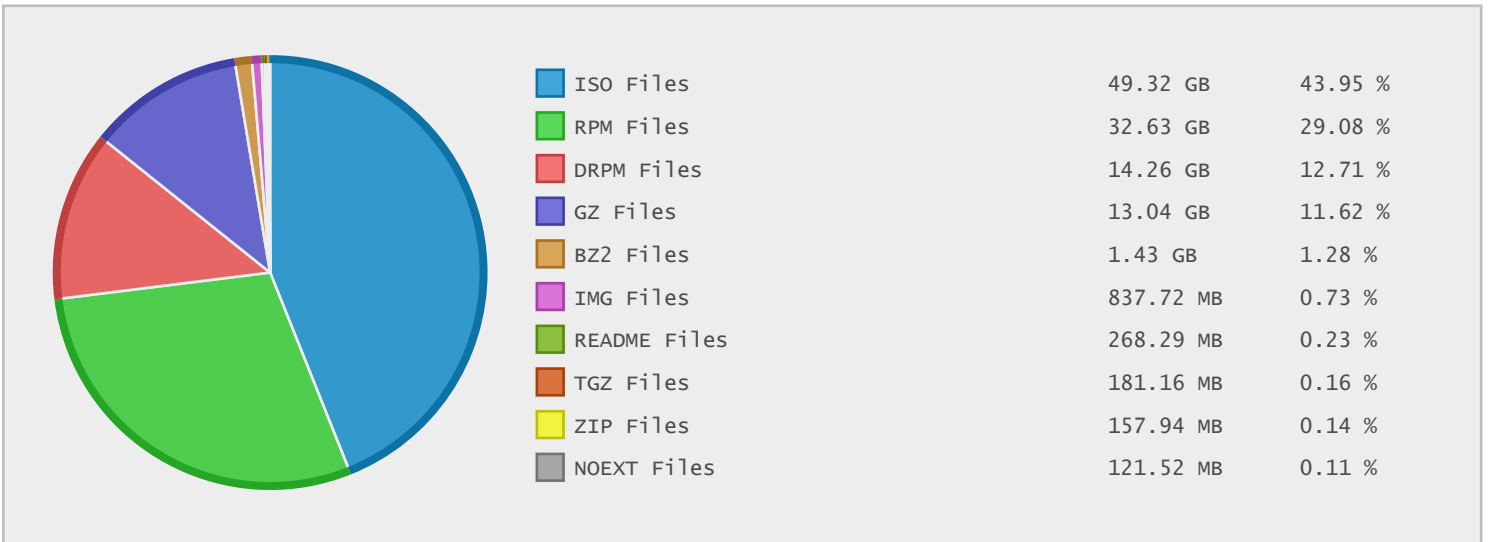 ISO Files 49.32 GB 43.95 %
RPM Files 32.63 GB 29.08 %
DRPM Files 14.26 GB 12.71 %
GZ Files 13.04 GB 11.62 %
BZ2 Files 1.43 GB 1.28 %
IMG Files 837.72 MB 0.73 %
README Files 268.29 MB 0.23 %
TGZ Files 181.16 MB 0.16 %
ZIP Files 157.94 MB 0.14 %
NOEXT Files 121.52 MB 0.11 %